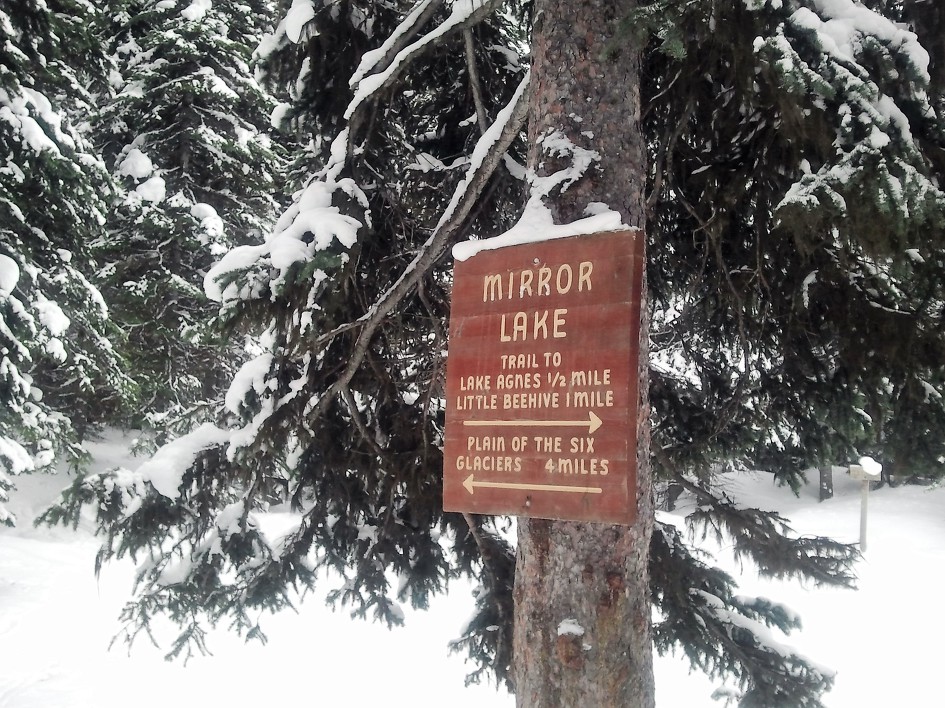 MIRROR
LAKE
TRAIL TO
LAKE AGNES 1/2 MILE
LITTLE BEEHIVE 1 MILE
PLAIN OF THE SIX
GLACIERS 4 MILES